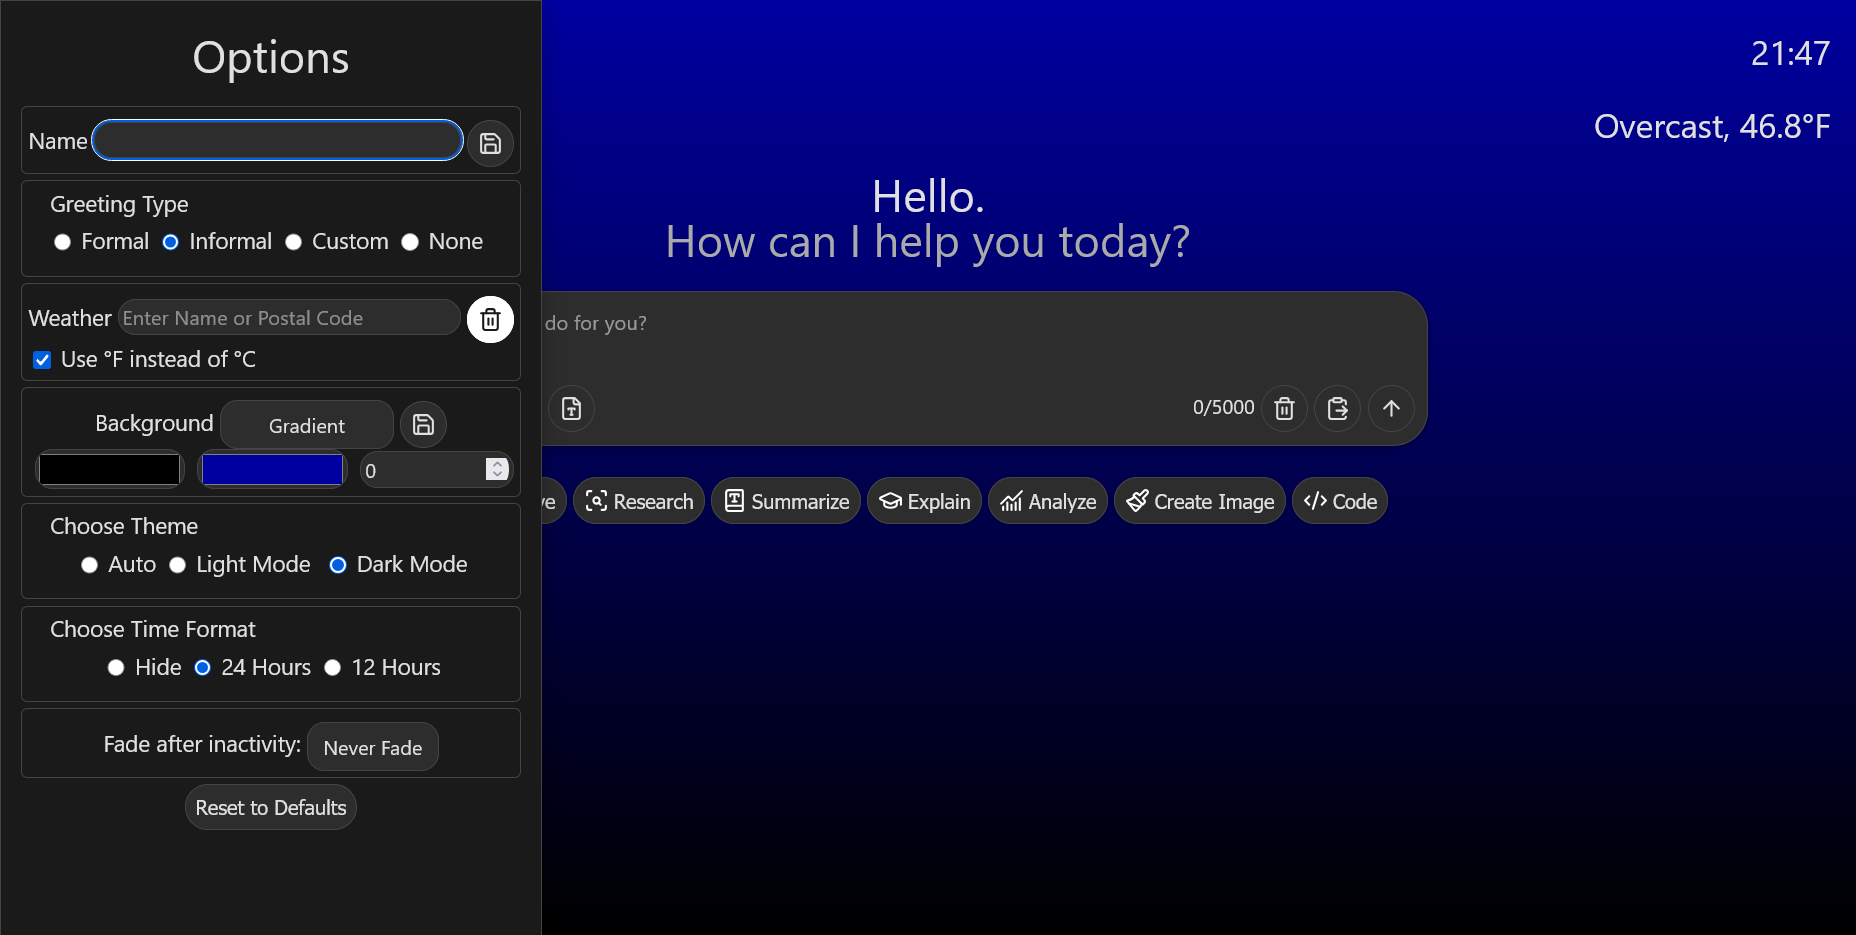 Options
Name
Greeting Type
Formal Informal Custom None
Weather Enter Name or Postal Code
Use °F instead of °C
Background Gradient
0
Choose Theme
Auto Light Mode Dark Mode
Choose Time Format
Hide 24 Hours 12 Hours
Fade after inactivity: Never Fade
Reset to Defaults
21:47
Overcast, 46.8°F
Hello.
How can I help you today?
do for you?
0/5000
ve Research Summarize Explain Analyze Create Image Code